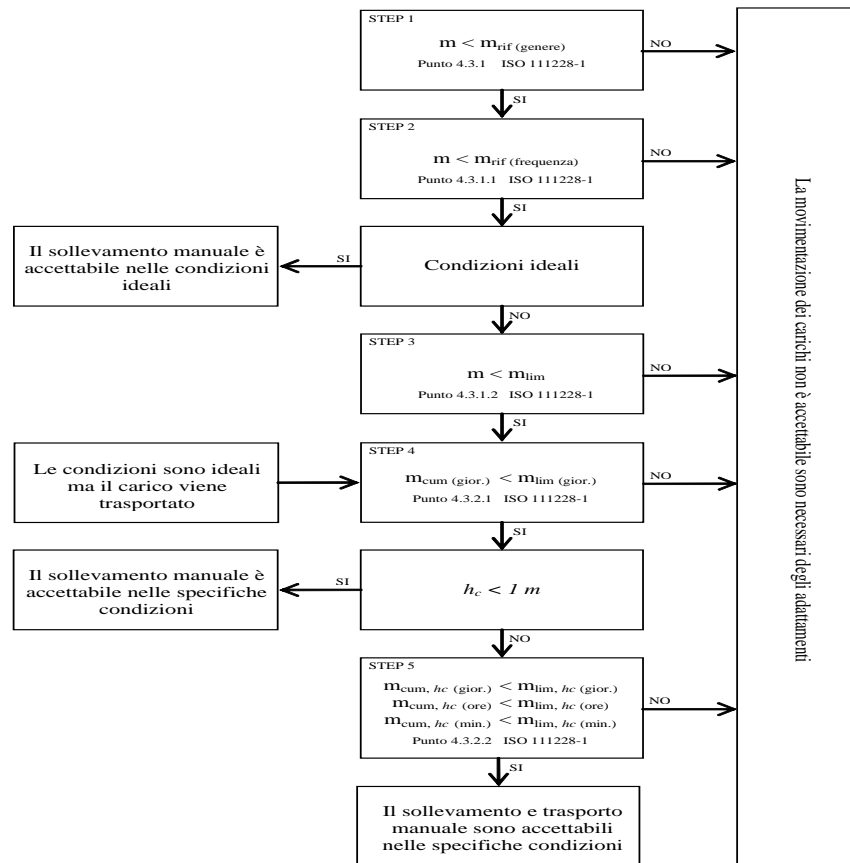 STEP 1
m < mrif (genere)
Punto 4.3.1 ISO 111228-1
NO
SI
STEP 2
m < mrif (frequenza)
Punto 4.3.1.1 ISO 111228-1
NO
SI
Il sollevamento manuale è
accettabile nelle condizioni
ideali
SI
Condizioni ideali
NO
STEP 3
m < mlim
Punto 4.3.1.2 ISO 111228-1
NO
SI
Le condizioni sono ideali
ma il carico viene
trasportato
STEP 4
mcum (gior.) < mlim (gior.)
Punto 4.3.2.1 ISO 111228-1
NO
SI
Il sollevamento manuale è
accettabile nelle specifiche
condizioni
SI
hc < 1 m
NO
STEP 5
mcum, hc (gior.) < mlim, hc (gior.)
mcum, hc (ore) < mlim, hc (ore)
mcum, hc (min.) < mlim, hc (min.)
Punto 4.3.2.2 ISO 111228-1
NO
SI
Il sollevamento e trasporto
manuale sono accettabili
nelle specifiche condizioni
La movimentazione dei carichi non è accettabile sono necessari degli adattamenti